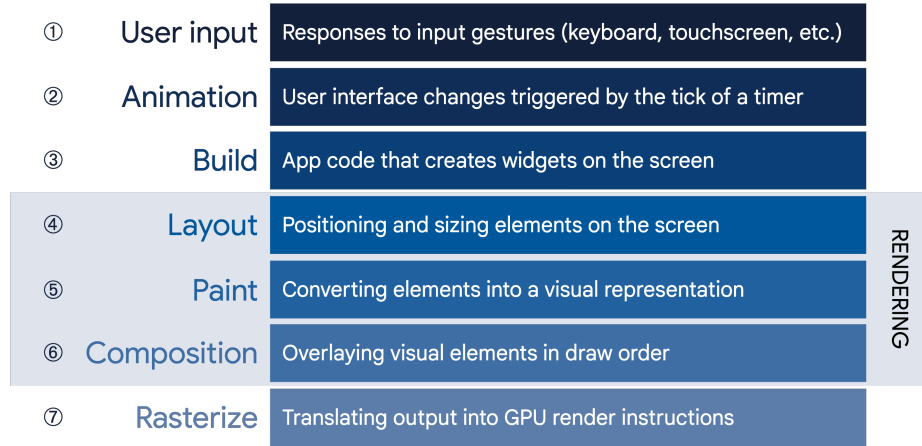 ① User input Responses to input gestures (keyboard, touchscreen, etc.)
② Animation User interface changes triggered by the tick of a timer
③ Build App code that creates widgets on the screen
④ Layout Positioning and sizing elements on the screen
⑤ Paint Converting elements into a visual representation
⑥ Composition Overlaying visual elements in draw order
⑦ Rasterize Translating output into GPU render instructions
RENDERING